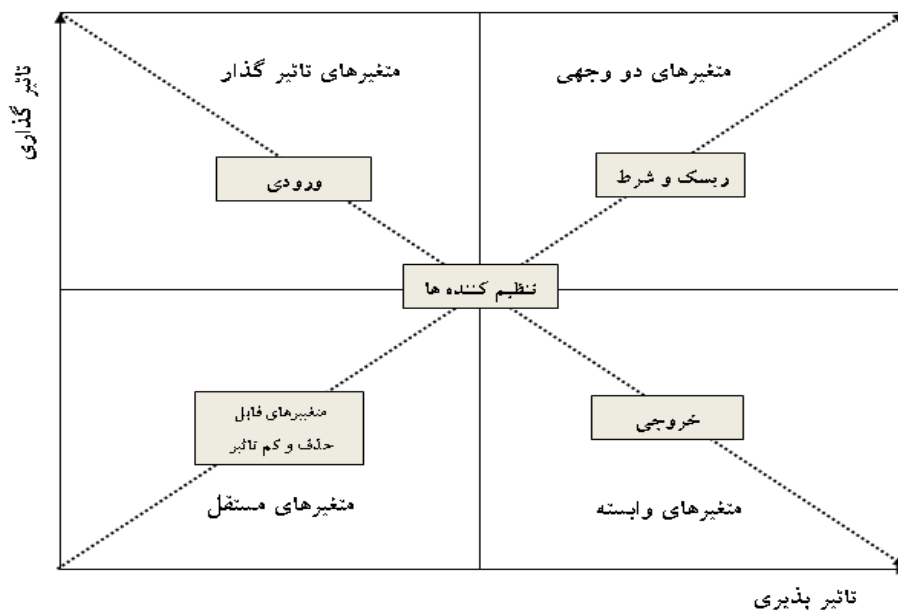 متغیرهای دو وجهی
متغیرهای تاثیر گذار
تاثیر گذاری
ریسک و شرط
ورودی
تنظیم کننده ها
متغییرهای قابل
حذف و کم تاثیر
خروجی
متغیرهای وابسته
متغیرهای مستقل
تاثیر پذیری